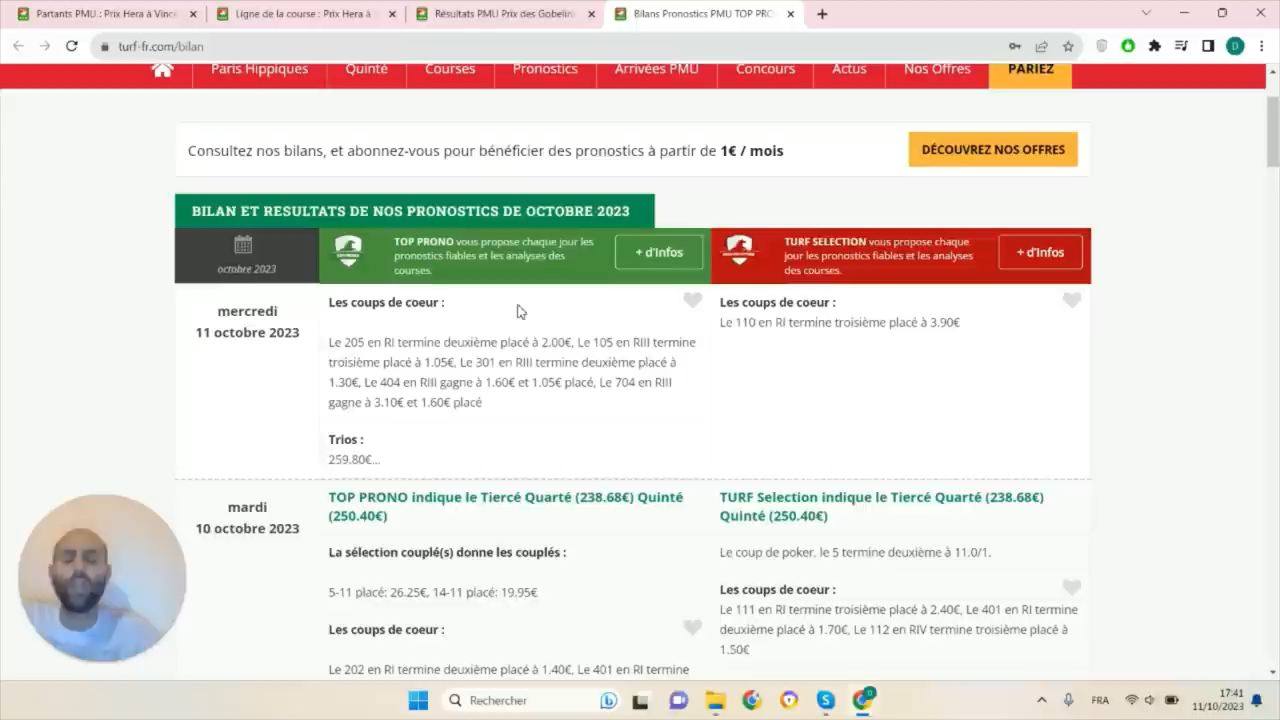 Partants PMU : Prix Hera à Vince
Ligne de la course : Prix Hera à
Résultats PMU Prix des Gobelin
Bilans Pronostics PMU TOP PRO
turf-fr.com/bilan
D
Paris Hippiques
Quinté
Courses
Pronostics
Arrivées PMU
Concours
Actus
Nos Offres
PARIEZ
Consultez nos bilans, et abonnez-vous pour bénéficier des pronostics à partir de 1€ / mois
DÉCOUVREZ NOS OFFRES
BILAN ET RESULTATS DE NOS PRONOSTICS DE OCTOBRE 2023
octobre 2023
TOP PRONO vous propose chaque jour les
pronostics fiables et les analyses des
courses.
+ d'Infos
TURF SELECTION vous propose chaque
jour les pronostics fiables et les analyses
des courses.
+ d'Infos
mercredi
11 octobre 2023
Les coups de coeur :
Le 205 en RI termine deuxième placé à 2.00€, Le 105 en RIII termine
troisième placé à 1.05€, Le 301 en RIII termine deuxième placé à
1.30€, Le 404 en RIII gagne à 1.60€ et 1.05€ placé, Le 704 en RIII
gagne à 3.10€ et 1.60€ placé
Trios :
259.80€...
Les coups de coeur :
Le 110 en RI termine troisième placé à 3.90€
mardi
10 octobre 2023
TOP PRONO indique le Tiercé Quarté (238.68€) Quinté
(250.40€)
La sélection couplé(s) donne les couplés :
5-11 placé: 26.25€, 14-11 placé: 19.95€
Les coups de coeur :
Le 202 en RI termine deuxième placé à 1.40€, Le 401 en RI termine
TURF Selection indique le Tiercé Quarté (238.68€)
Quinté (250.40€)
Le coup de poker, le 5 termine deuxième à 11.0/1.
Les coups de coeur :
Le 111 en RI termine troisième placé à 2.40€, Le 401 en RI termine
deuxième placé à 1.70€, Le 112 en RIV termine troisième placé à
1.50€
Rechercher
FRA
17:41
11/10/2023